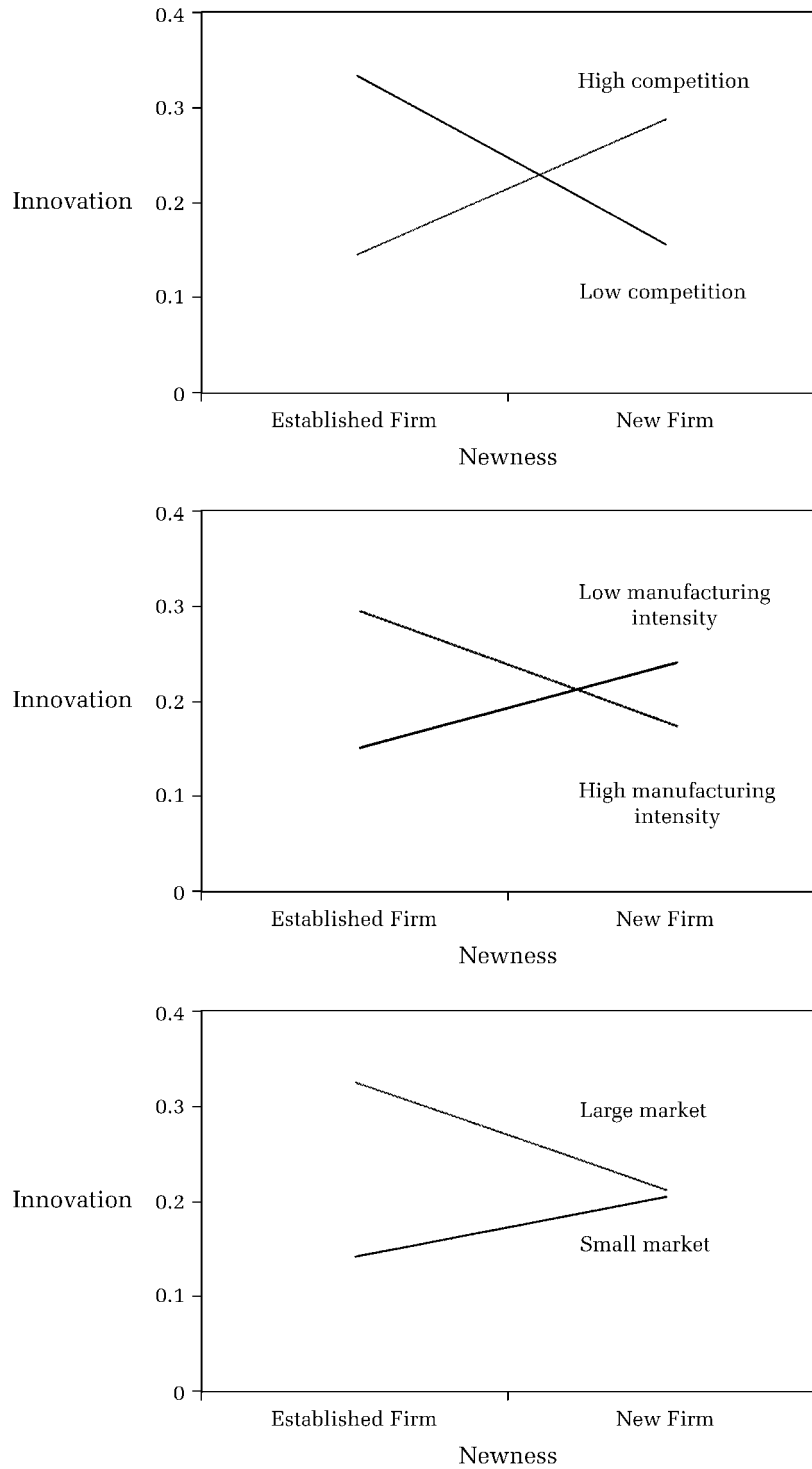 0.4
High competition
0.3
Innovation
0.2
0.1
Low competition
0
Established Firm
New Firm
Newness
0.4
Low manufacturing
intensity
0.3
Innovation
0.2
0.1
High manufacturing
intensity
0
Established Firm
New Firm
Newness
0.4
0.3
Large market
Innovation
0.2
Small market
0.1
0
Established Firm
New Firm
Newness